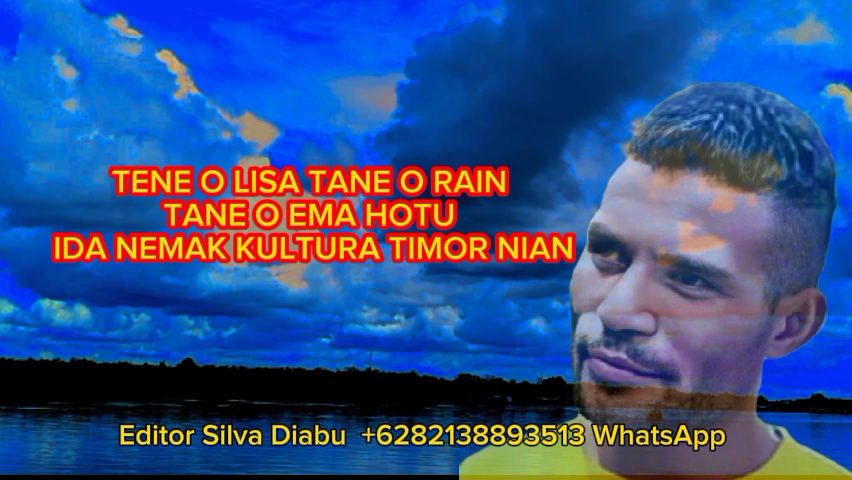 TENE O LISA TANE O RAIN
TANE O EMA HOTU
IDA NEMAK KULTURA TIMOR NIAN
Editor Silva Diabu +6282138893513 WhatsApp